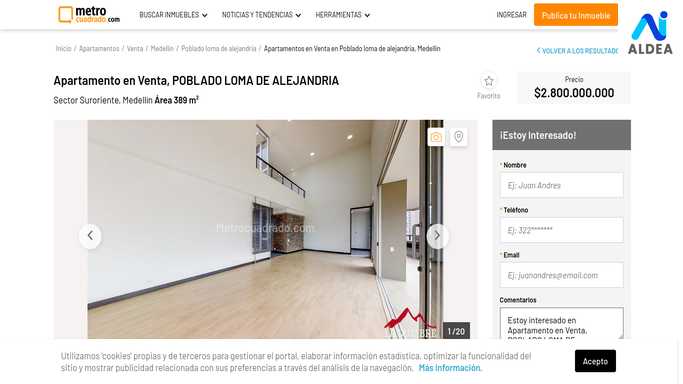 metro
cuadrado.com
BUSCAR INMUEBLES
NOTICIAS Y TENDENCIAS
HERRAMIENTAS
INGRESAR
Publica tu Inmueble
ALDEA
Inicio / Apartamentos / Venta / Medellin / Poblado loma de alejandria / Apartamentos en Venta en Poblado loma de alejandria, Medellin
VOLVER A LOS RESULTAD
Apartamento en Venta, POBLADO LOMA DE ALEJANDRIA
Sector Suroriente, Medellin Área 389 m²
Favorito
Precio
$2.800.000.000
¡Estoy Interesado!
* Nombre
Ej: Juan Andres
* Teléfono
Ej: 322*******
* Email
Ej: juanandres@email.com
Comentarios
Estoy interesado en
Apartamento en Venta,
POBLADO LOMA DE
Metrocuadrado.com
1/20
Utilizamos 'cookies' propias y de terceros para gestionar el portal, elaborar información estadística, optimizar la funcionalidad del
sitio y mostrar publicidad relacionada con sus preferencias a través del análisis de la navegación. Más información.
Acepto